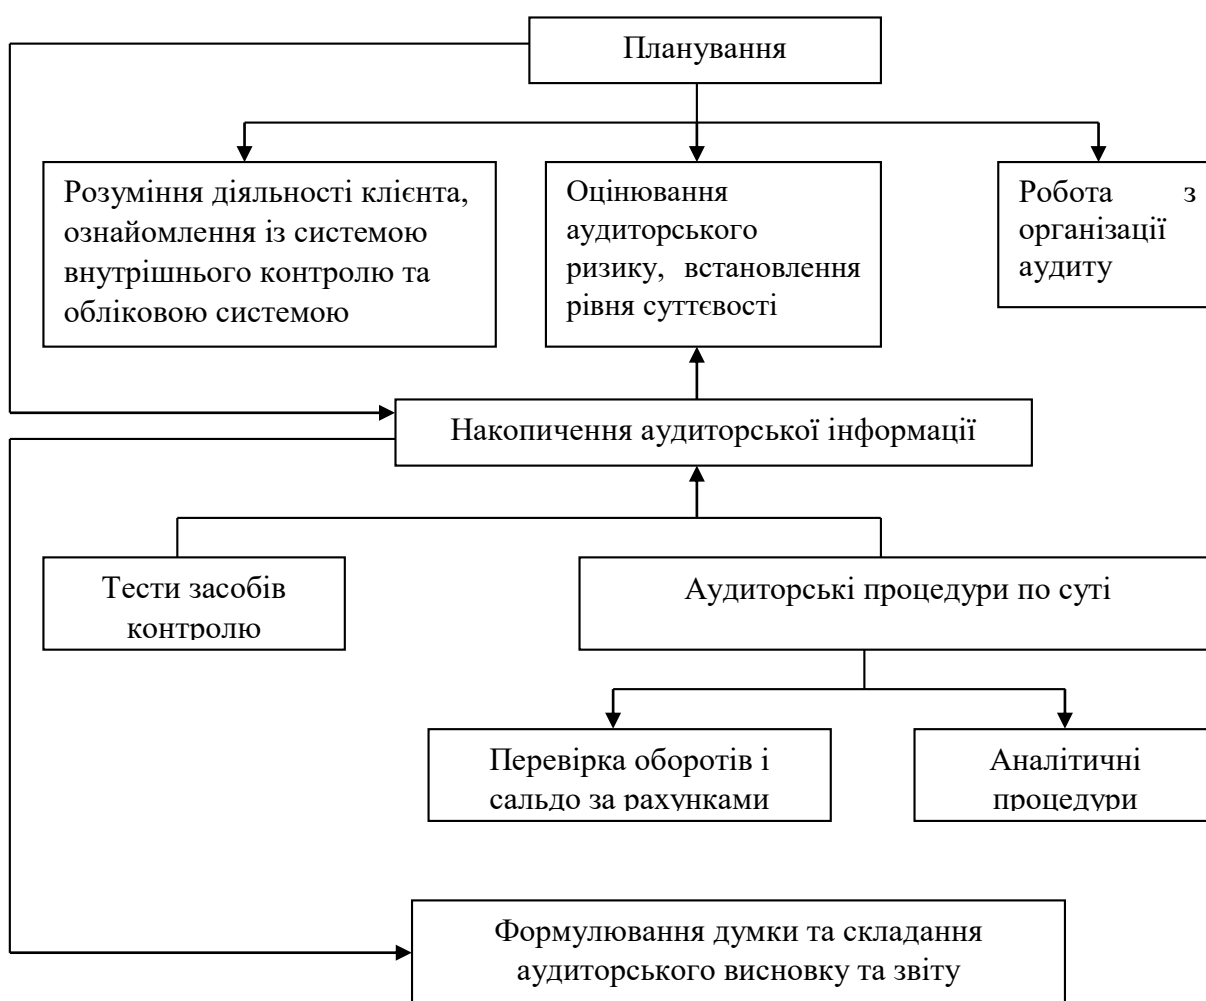 Планування
Розуміння діяльності клієнта,
ознайомлення із системою
внутрішнього контролю та
обліковою системою
Оцінювання
аудиторського
ризику, встановлення
рівня суттєвості
Робота з
організації
аудиту
Накопичення аудиторської інформації
Тести засобів
контролю
Аудиторські процедури по суті
Перевірка оборотів і
сальдо за рахунками
Аналітичні
процедури
Формулювання думки та складання
аудиторського висновку та звіту